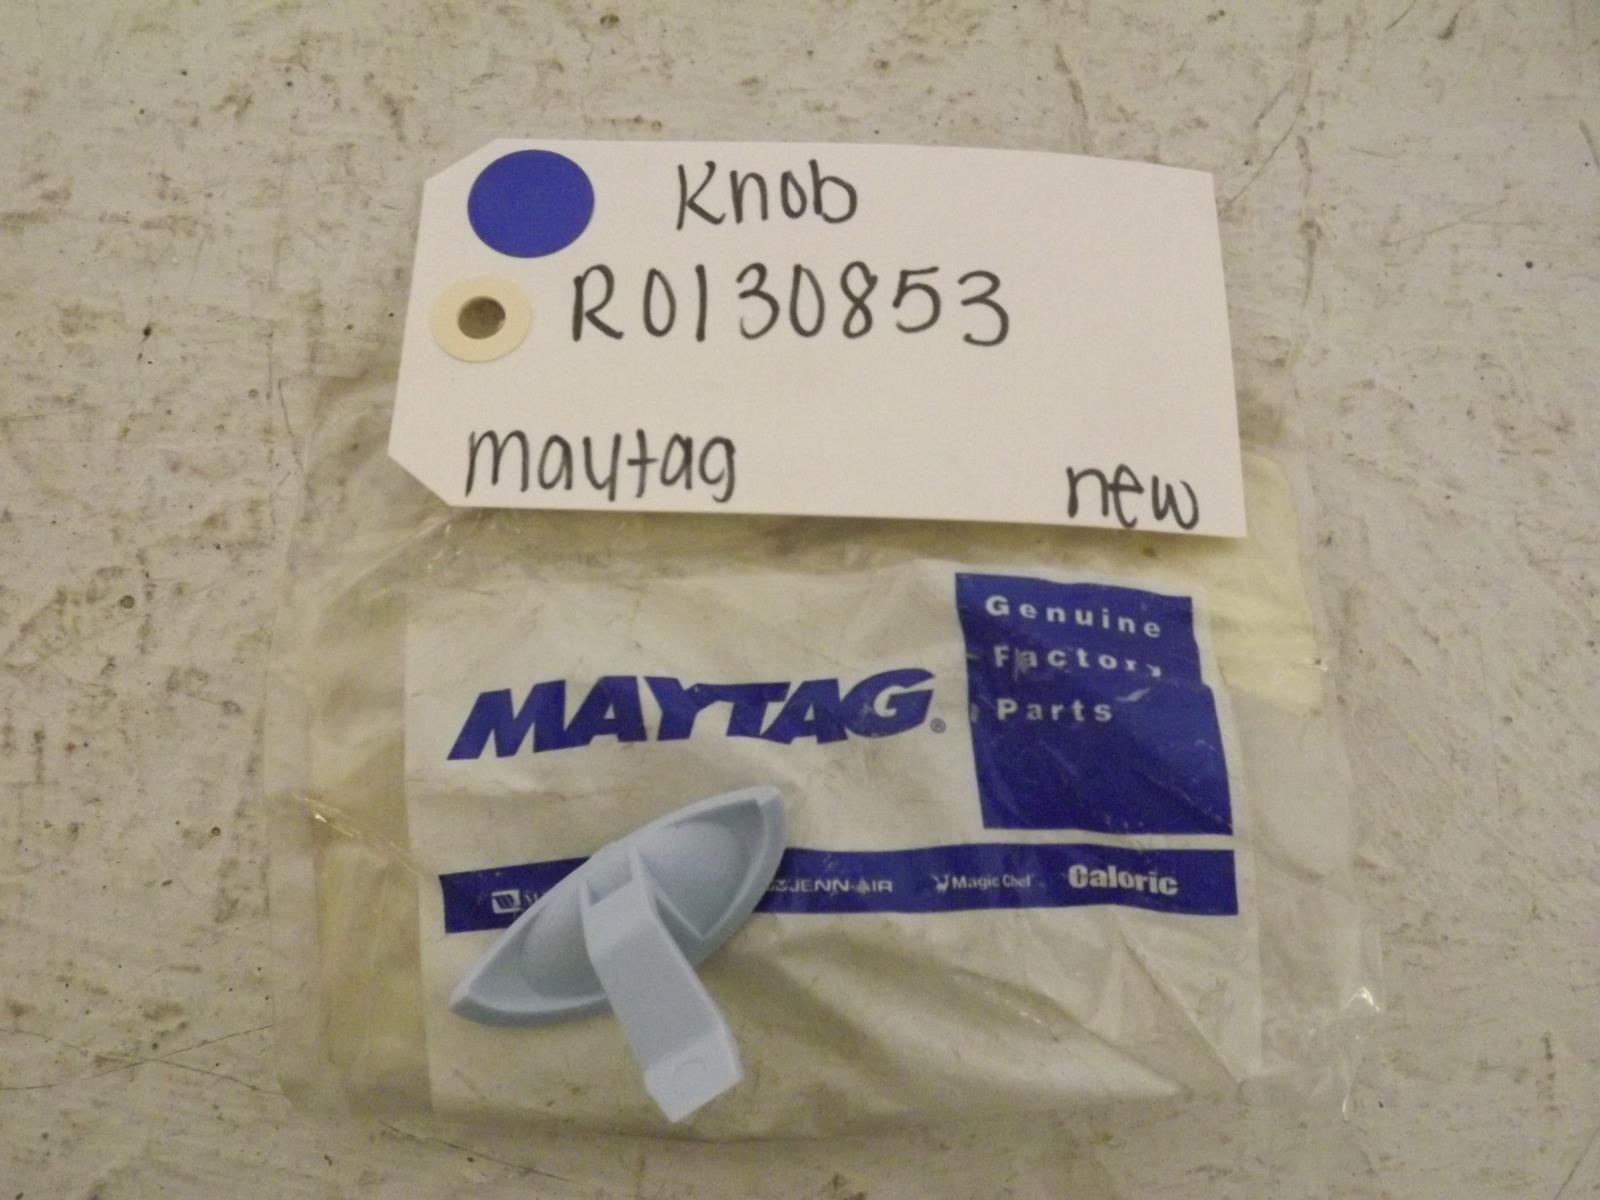 Knob
R0130853
maytag new
Genuine
Factory
Parts
MAYTAG®
JENN-AIR Magic Chef Caloric